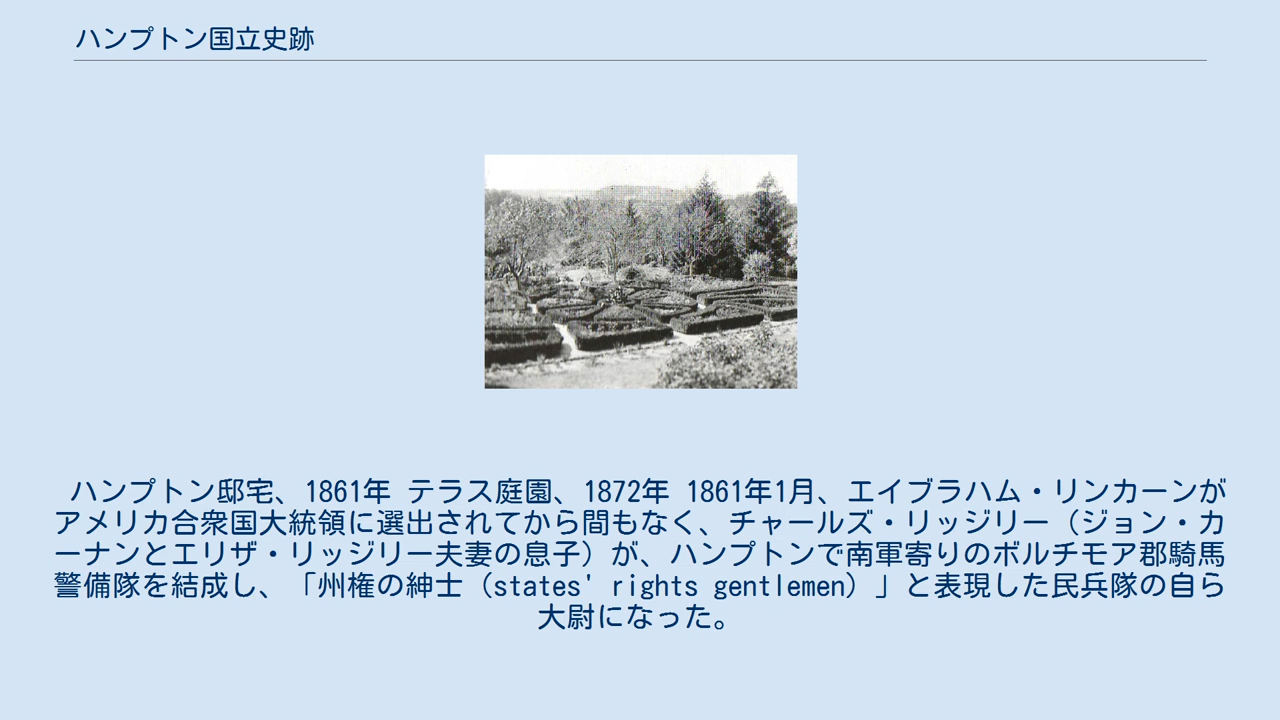 ハンプトン国立史跡
ハンプトン邸宅、1861年 テラス庭園、1872年 1861年1月、エイブラハム・リンカーンが
アメリカ合衆国大統領に選出されてから間もなく、チャールズ・リッジリー（ジョン・カ
ーナンとエリザ・リッジリー夫妻の息子）が、ハンプトンで南軍寄りのボルチモア郡騎馬
警備隊を結成し、「州権の紳士（states' rights gentlemen）」と表現した民兵隊の自ら
大尉になった。